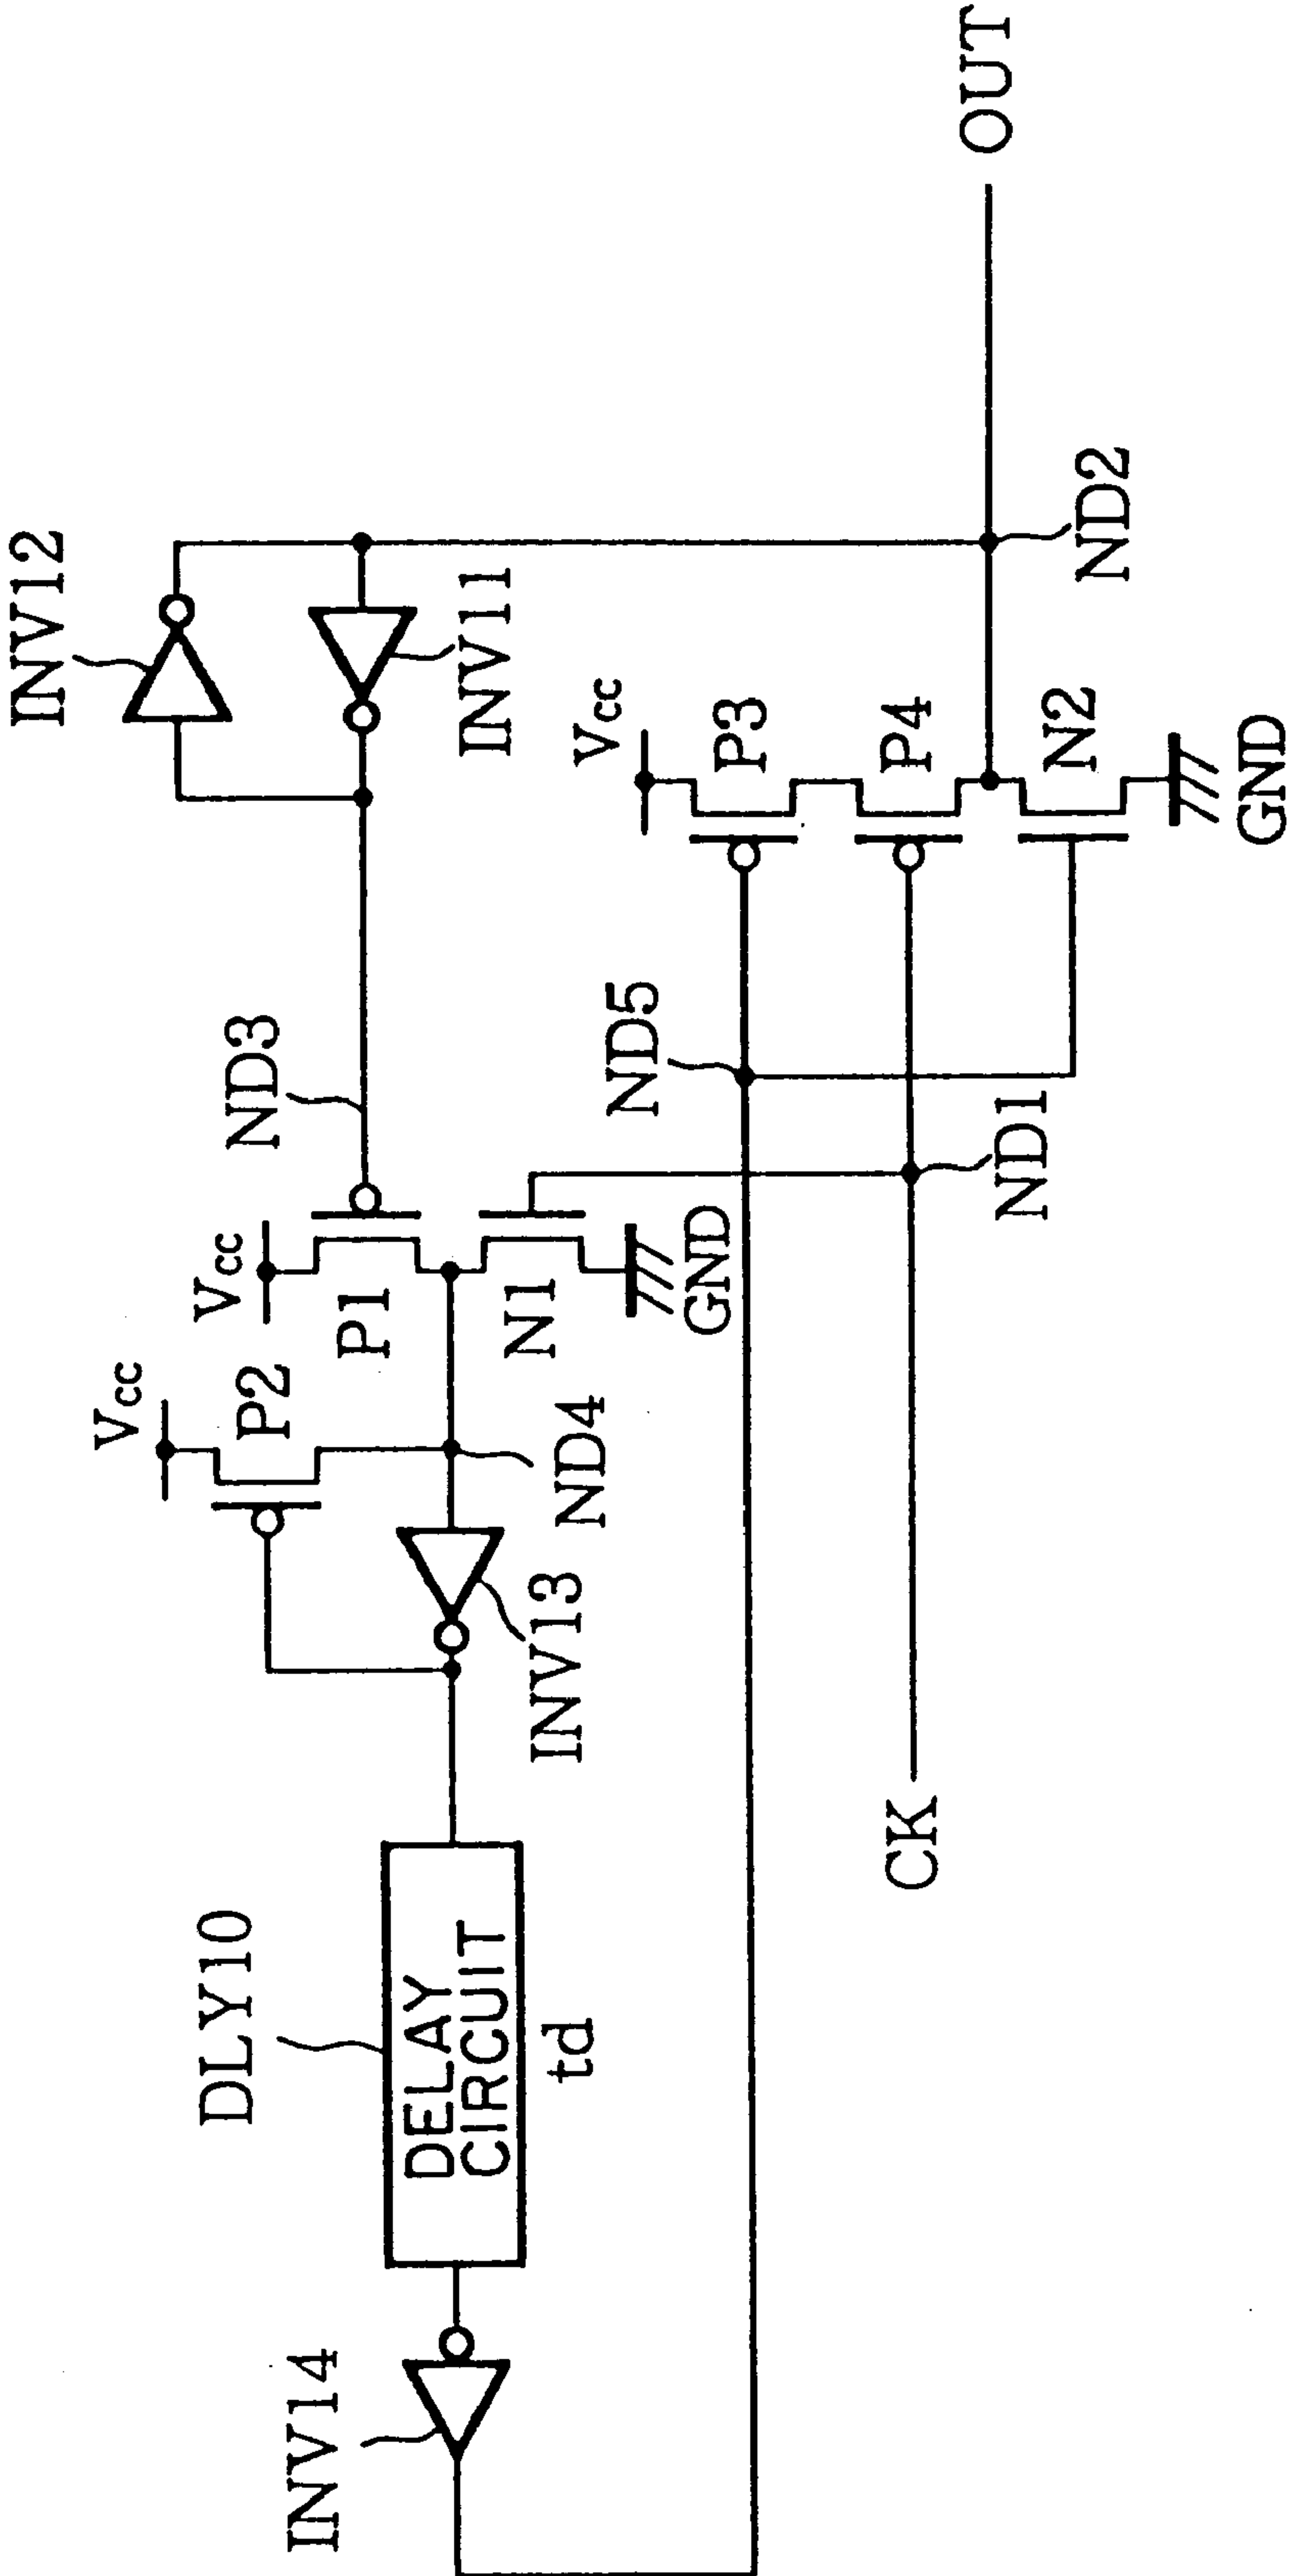 INV12
INV11
ND3
Vcc
P1
N1
GND
Vcc
P2
ND4
INV13
DLY10
DELAY
CIRCUIT
td
INV14
Vcc
P3
P4
N2
GND
ND5
ND1
ND2
CK
OUT